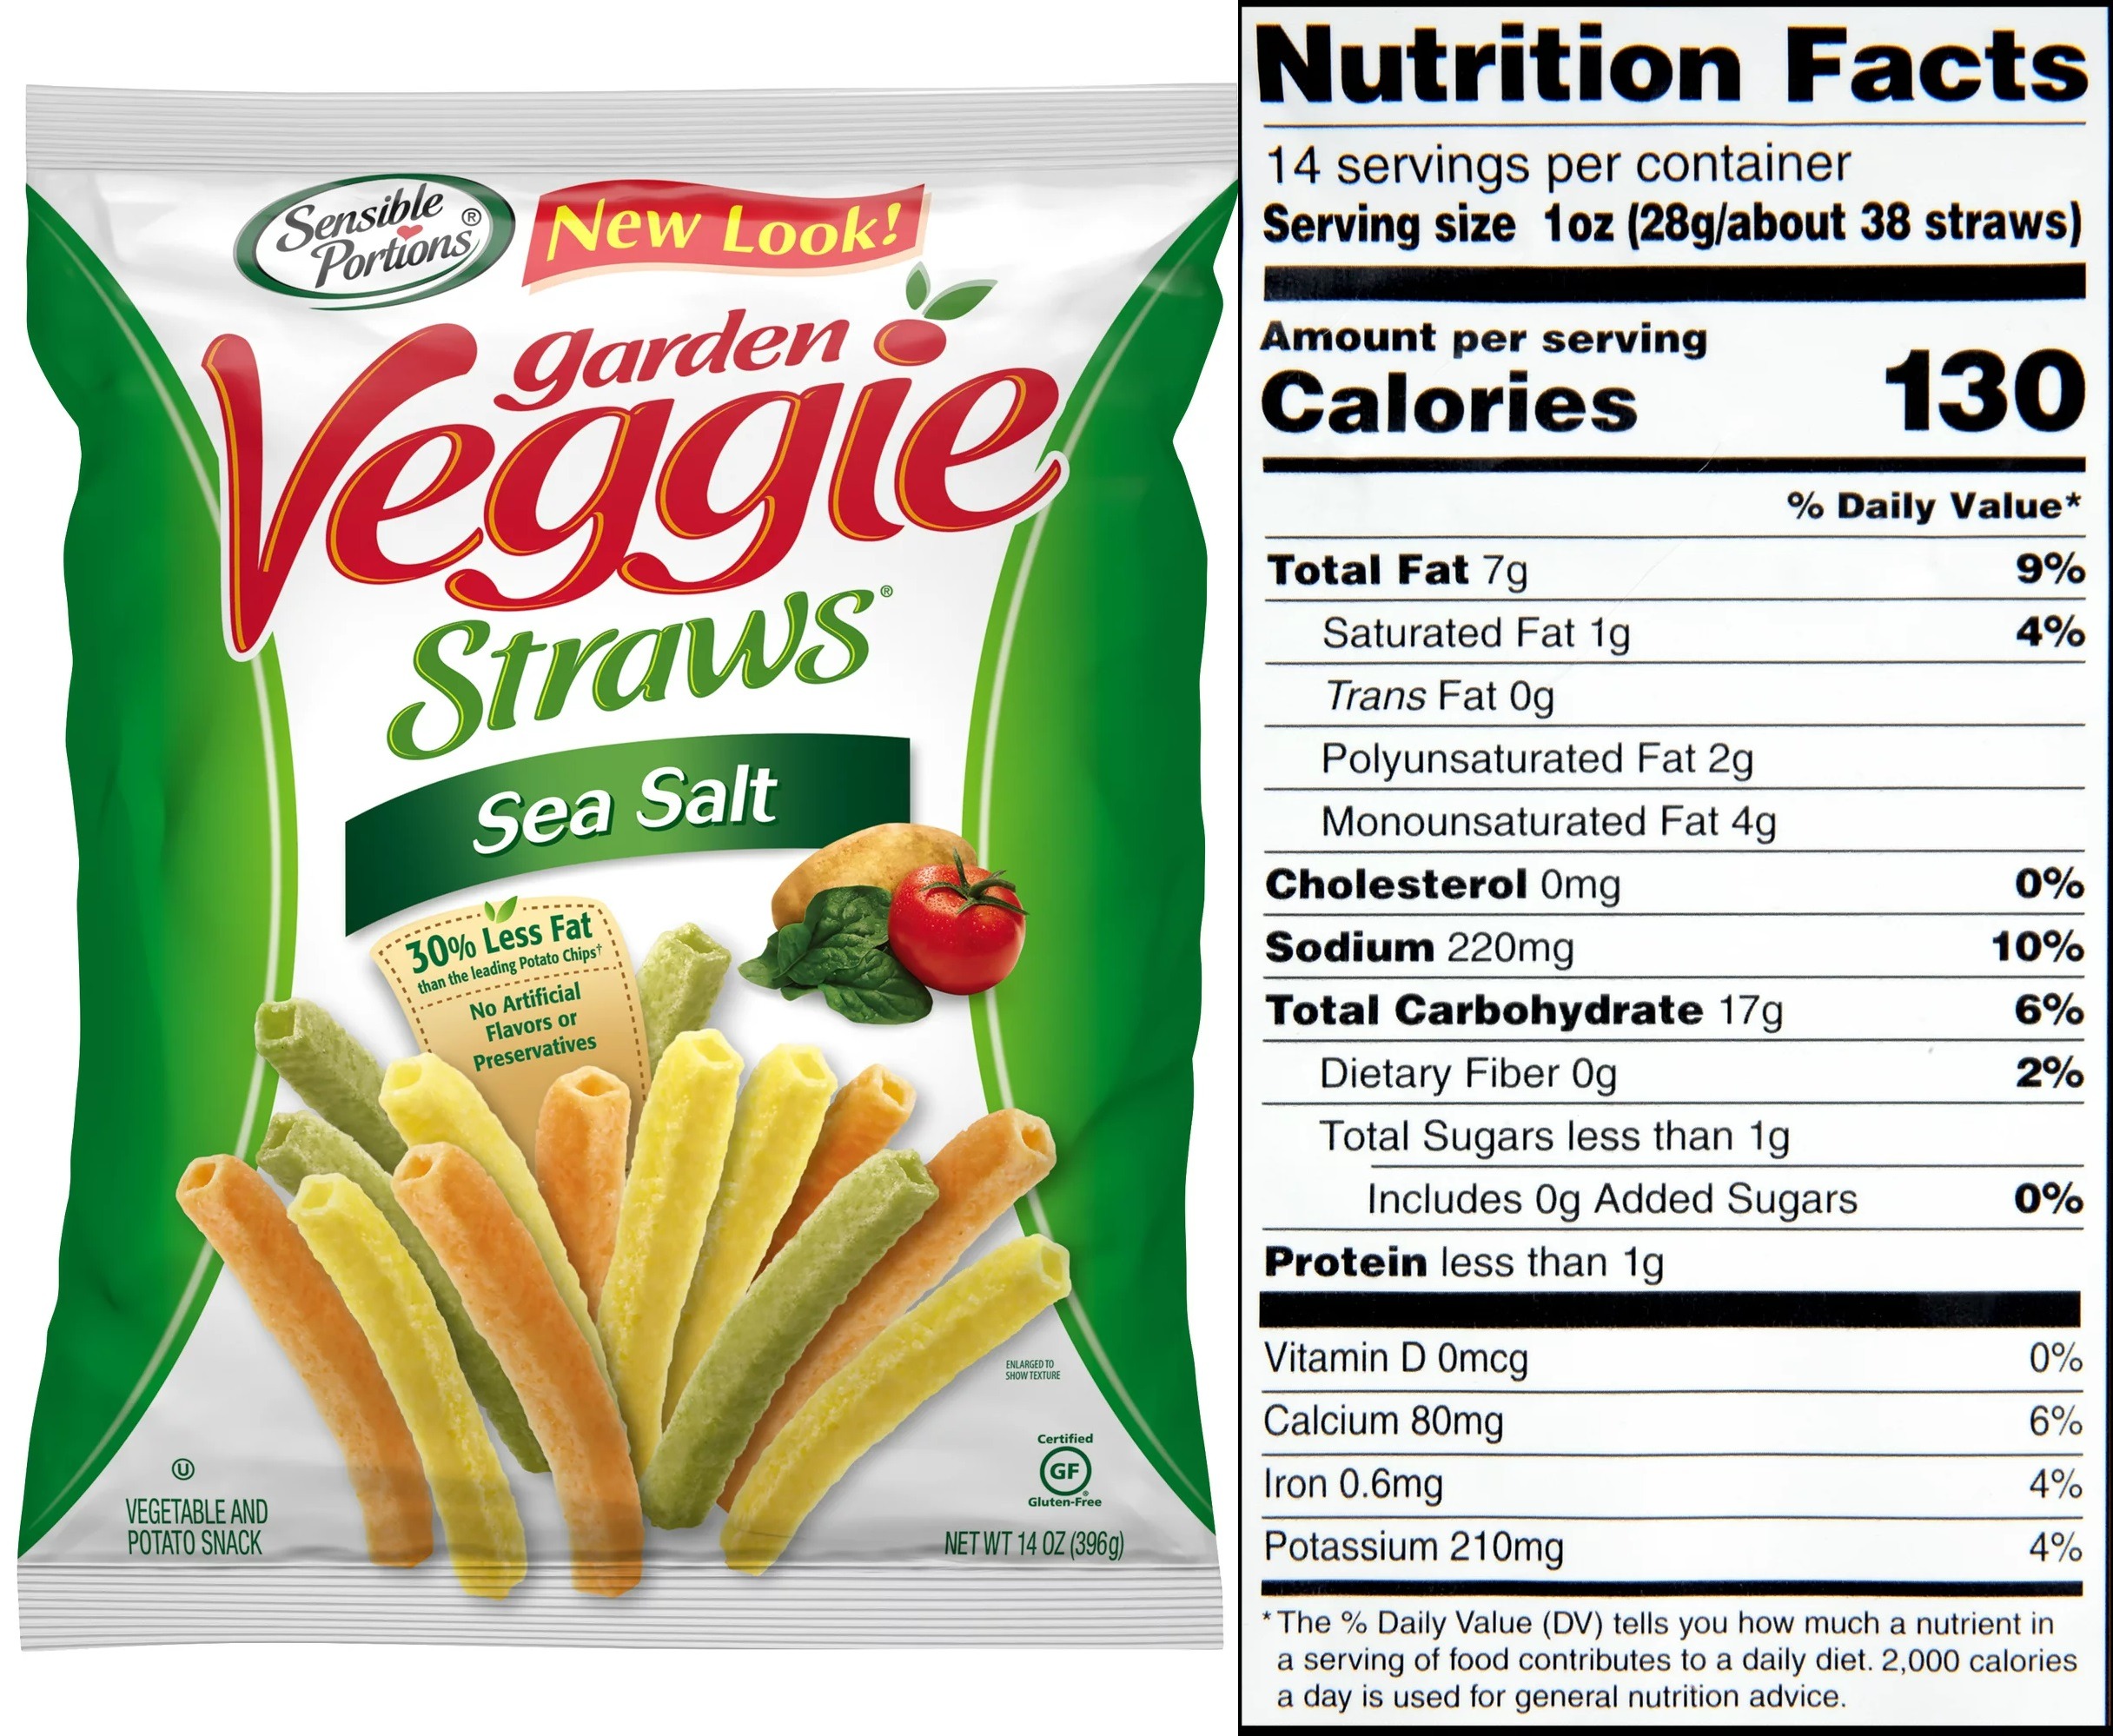 Sensible
Portions®
New Look!
garden
Veggie
Straws®
Sea Salt
30% Less Fat
than the leading Potato Chips†
No Artificial
Flavors or
Preservatives
ENLARGED TO
SHOW TEXTURE
Certified
GF®
Gluten-Free
U
VEGETABLE AND
POTATO SNACK
NET WT 14 OZ (396g)
Nutrition Facts
14 servings per container
Serving size 1oz (28g/about 38 straws)
Amount per serving
Calories 130
% Daily Value*
Total Fat 7g 9%
Saturated Fat 1g 4%
Trans Fat 0g
Polyunsaturated Fat 2g
Monounsaturated Fat 4g
Cholesterol 0mg 0%
Sodium 220mg 10%
Total Carbohydrate 17g 6%
Dietary Fiber 0g 2%
Total Sugars less than 1g
Includes 0g Added Sugars 0%
Protein less than 1g
Vitamin D 0mcg 0%
Calcium 80mg 6%
Iron 0.6mg 4%
Potassium 210mg 4%
*The % Daily Value (DV) tells you how much a nutrient in
a serving of food contributes to a daily diet. 2,000 calories
a day is used for general nutrition advice.